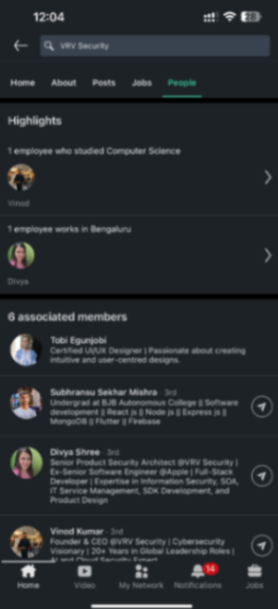 12:04
28
VRV Security
Home About Posts Jobs People
Highlights
1 employee who studied Computer Science
Vinod
1 employee works in Bengaluru
Divya
6 associated members
Tobi Egunjobi
Certified UI/UX Designer | Passionate about creating
intuitive and user-centred designs.
Subhransu Sekhar Mishra · 3rd
Undergrad at BJB Autonomous College || Software
development || React js || Node js || Express js ||
MongoDB || Flutter || Firebase
Divya Shree · 3rd
Senior Product Security Architect @VRV Security |
Ex-Senior Software Engineer @Apple | Full-Stack
Developer | Expertise in Information Security, SOA,
IT Service Management, SDK Development, and
Product Design
Vinod Kumar · 3rd
Founder & CEO @VRV Security | Cybersecurity
Visionary | 20+ Years in Global Leadership Roles |
AI and Cloud Security Expert
14
Home Video My Network Notifications Jobs